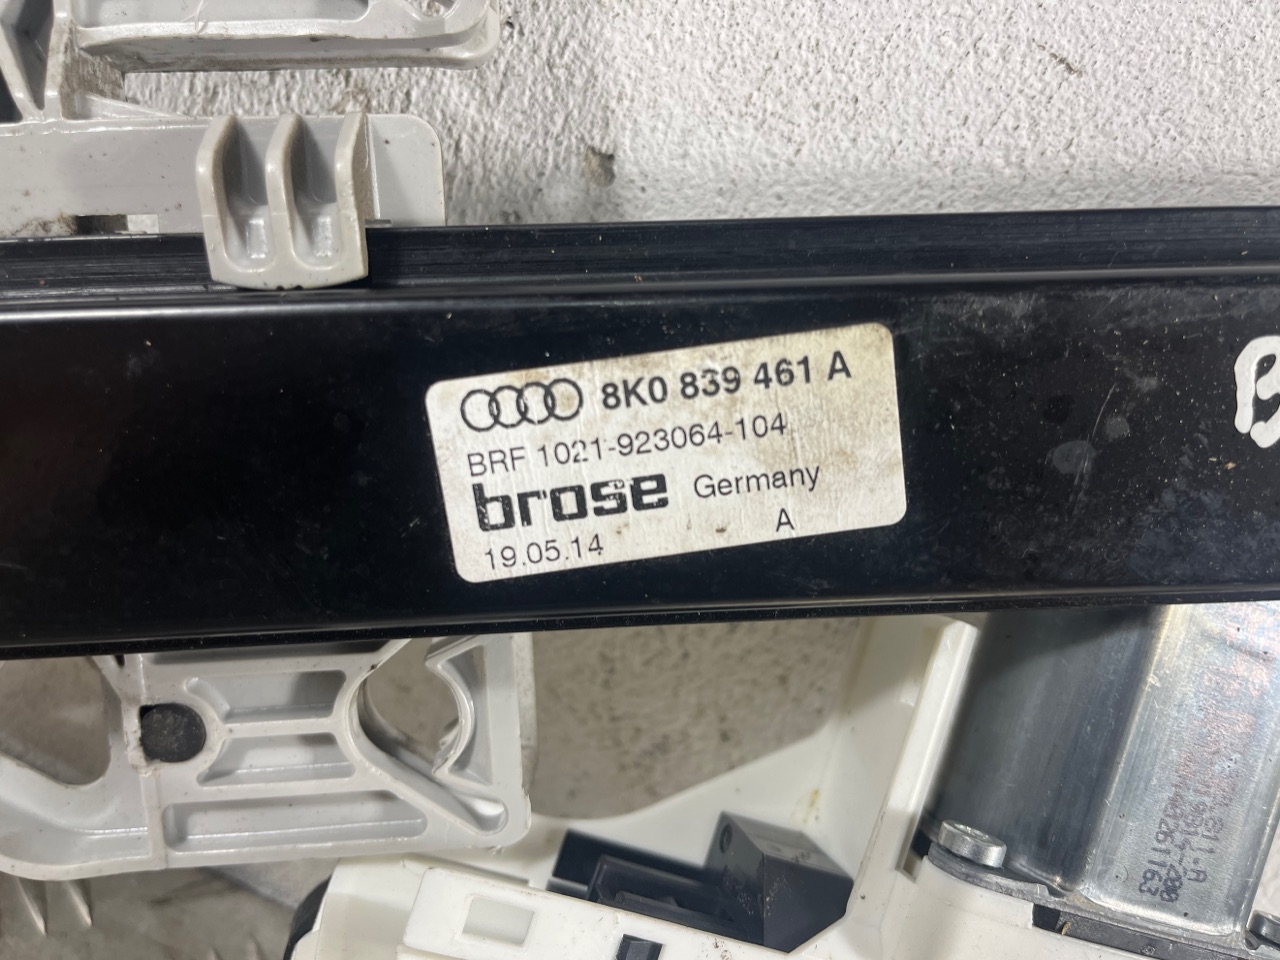 8K0 839 461 A
BRF 1021-923064-104
brose Germany
19.05.14 A